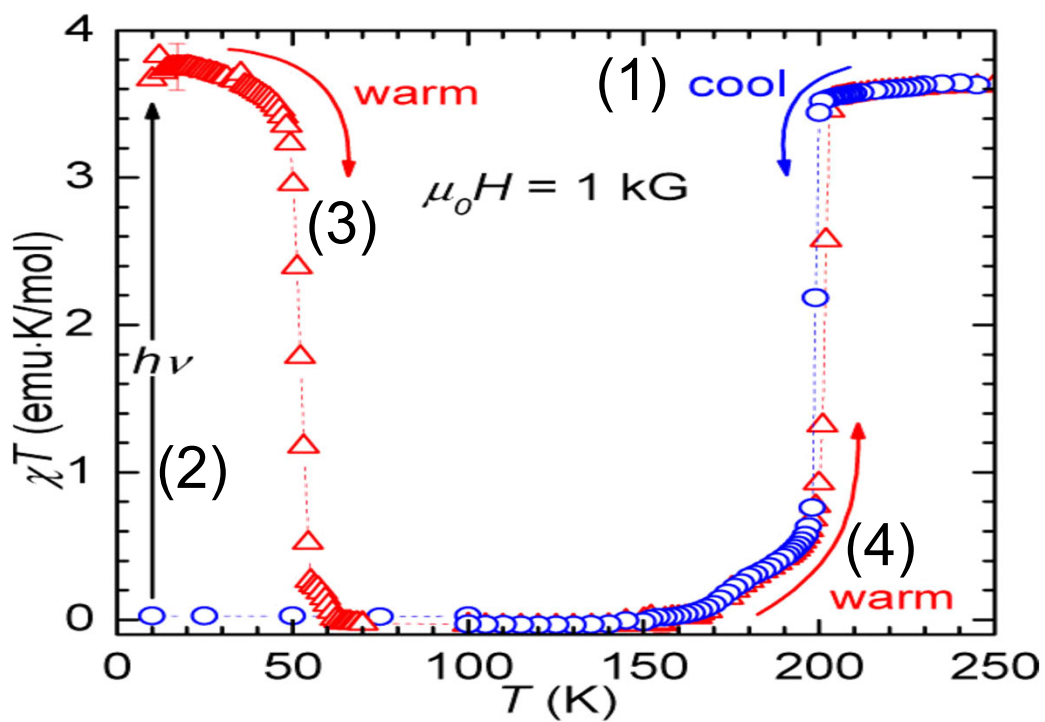 4
3
2
1
0
0
50
100
150
200
250
χT (emu·K/mol)
T (K)
warm
(1)
cool
μ₀H = 1 kG
(3)
hν
(2)
(4)
warm